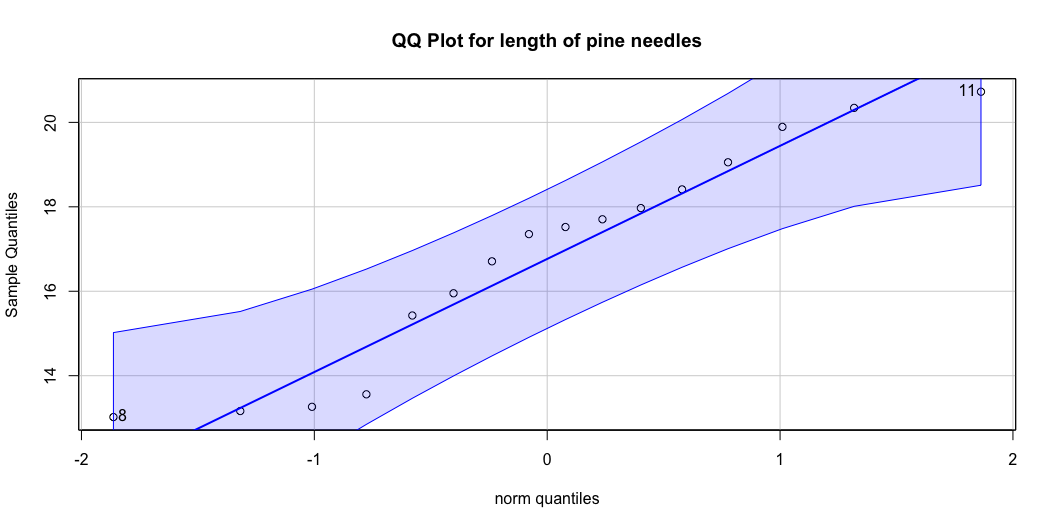 QQ Plot for length of pine needles
Sample Quantiles
20
18
16
14
11
8
-2 -1 0 1 2
norm quantiles